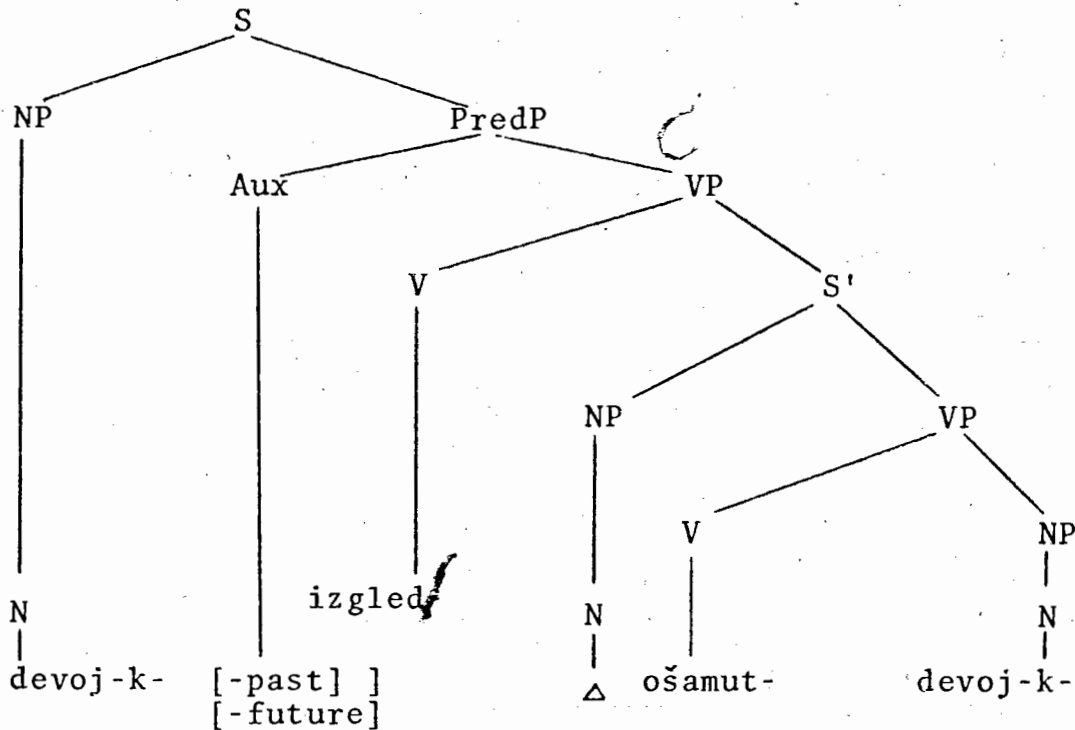 S
NP PredP
Aux VP
V S'
NP VP
V NP
izgled
N N N
devoj-k- [-past] ] △ ošamut- devoj-k-
[-future]